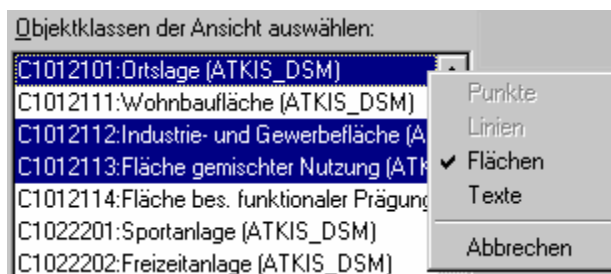 Objektklassen der Ansicht auswählen:
C1012101:Ortslage (ATKIS_DSM)
C1012111:Wohnbaufläche (ATKIS_DSM)
C1012112:Industrie- und Gewerbefläche (A
C1012113:Fläche gemischter Nutzung (ATK
C1012114:Fläche bes. funktionaler Prägung
C1022201:Sportanlage (ATKIS_DSM)
C1022202:Freizeitanlage (ATKIS_DSM)
Punkte
Linien
Flächen
Texte
Abbrechen